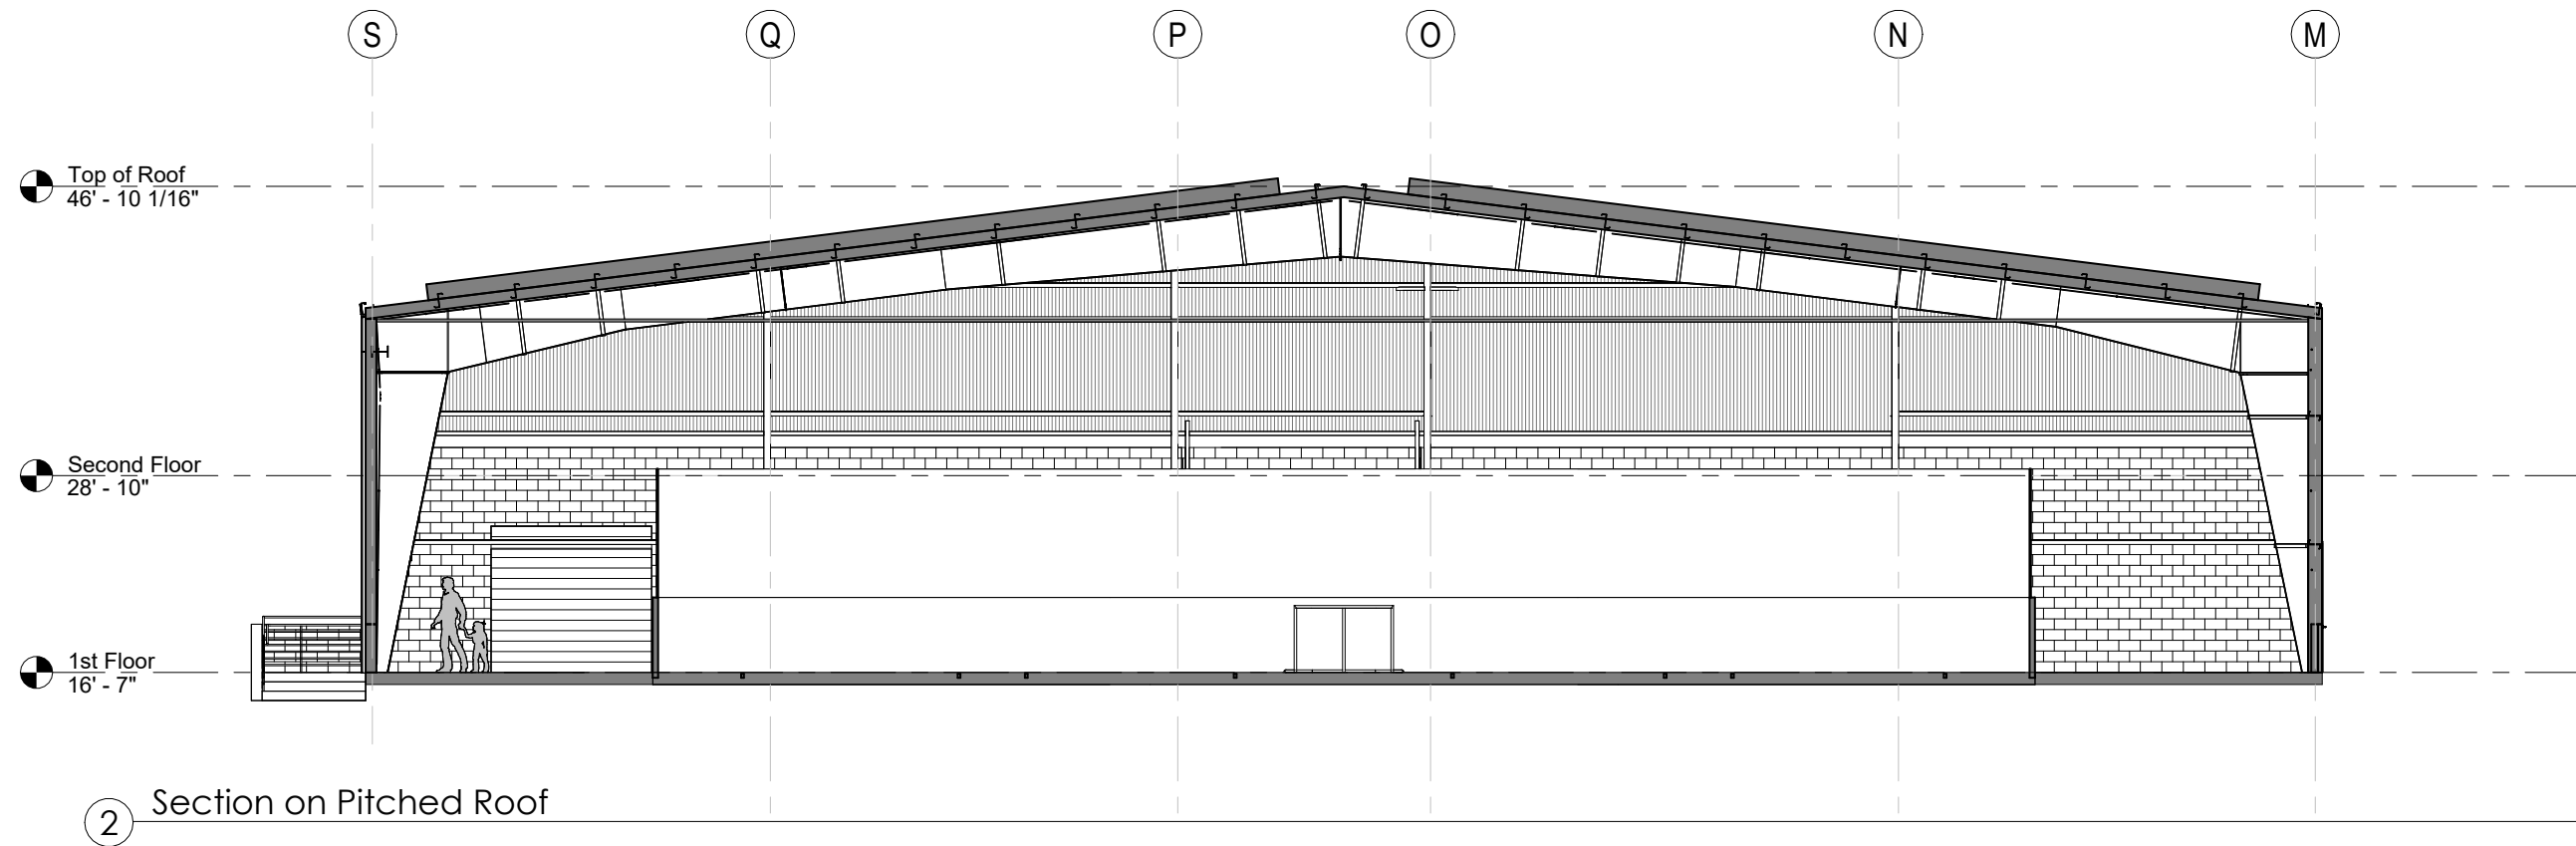 S Q P O N M
Top of Roof
46' - 10 1/16"
Second Floor
28' - 10"
1st Floor
16' - 7"
Section on Pitched Roof
2